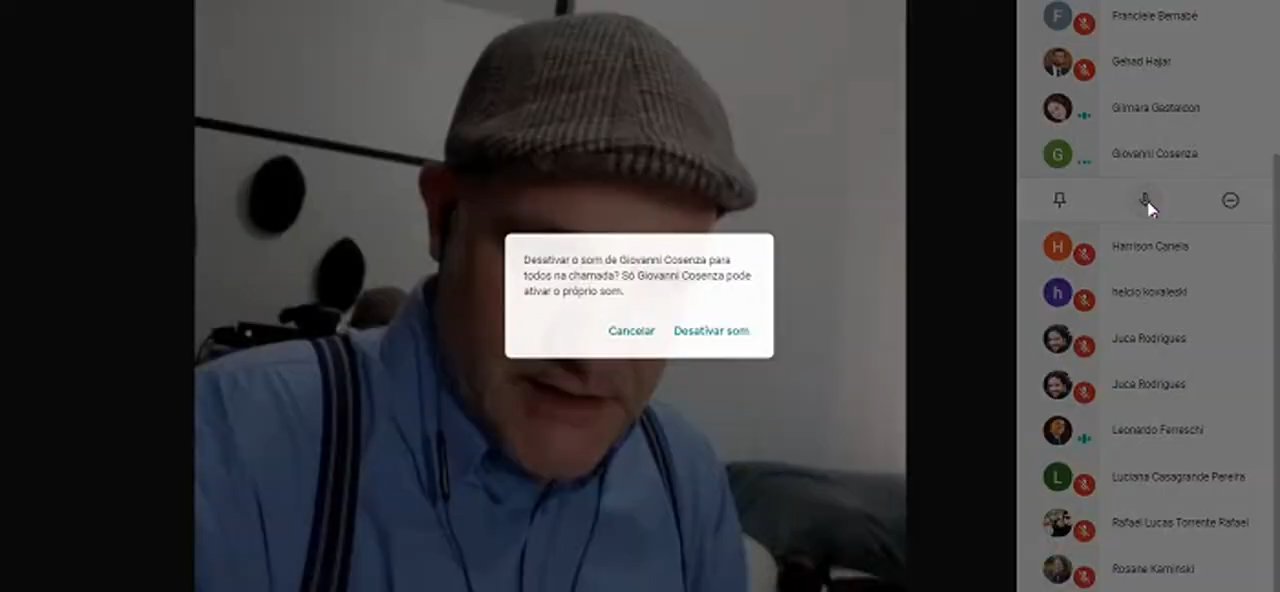 Franciele Bernabé
Gehad Hajar
Gilmara Gastaldon
Giovanni Cosenza
Desativar o som de Giovanni Cosenza para
todos na chamada? Só Giovanni Cosenza pode
ativar o próprio som.
Cancelar Desativar som
Harrison Canela
helcio kovaleski
Juca Rodrigues
Juca Rodrigues
Leonardo Ferreschi
Luciana Casagrande Pereira
Rafael Lucas Torrente Rafael
Rosane Kaminski
F
G
H
h
L